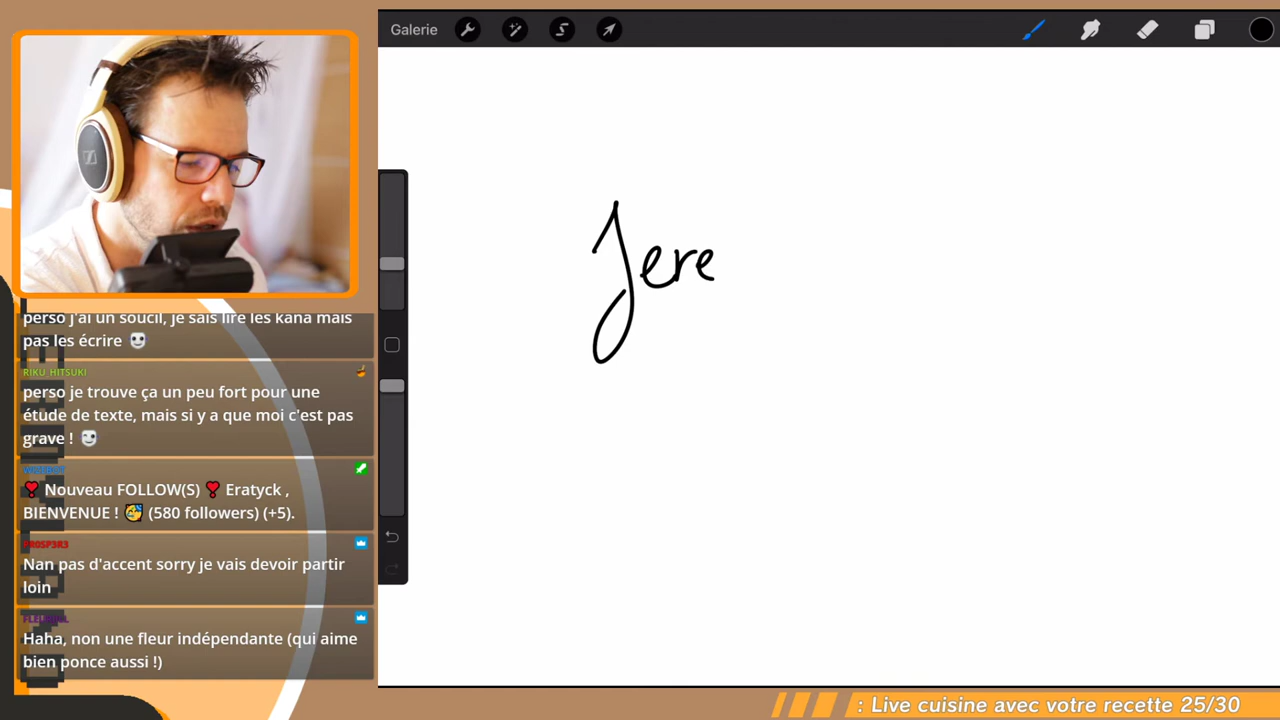 Galerie
Jere
perso j'ai un soucil, je sais lire les kana mais
pas les écrire
RIKU_HITSUKI
perso je trouve ça un peu fort pour une
étude de texte, mais si y a que moi c'est pas
grave !
Nouveau FOLLOW(S) Eratyck ,
BIENVENUE ! (580 followers) (+5).
PR0SP3R3
Nan pas d'accent sorry je vais devoir partir
loin
Haha, non une fleur indépendante (qui aime
bien ponce aussi !)
: Live cuisine avec votre recette 25/30